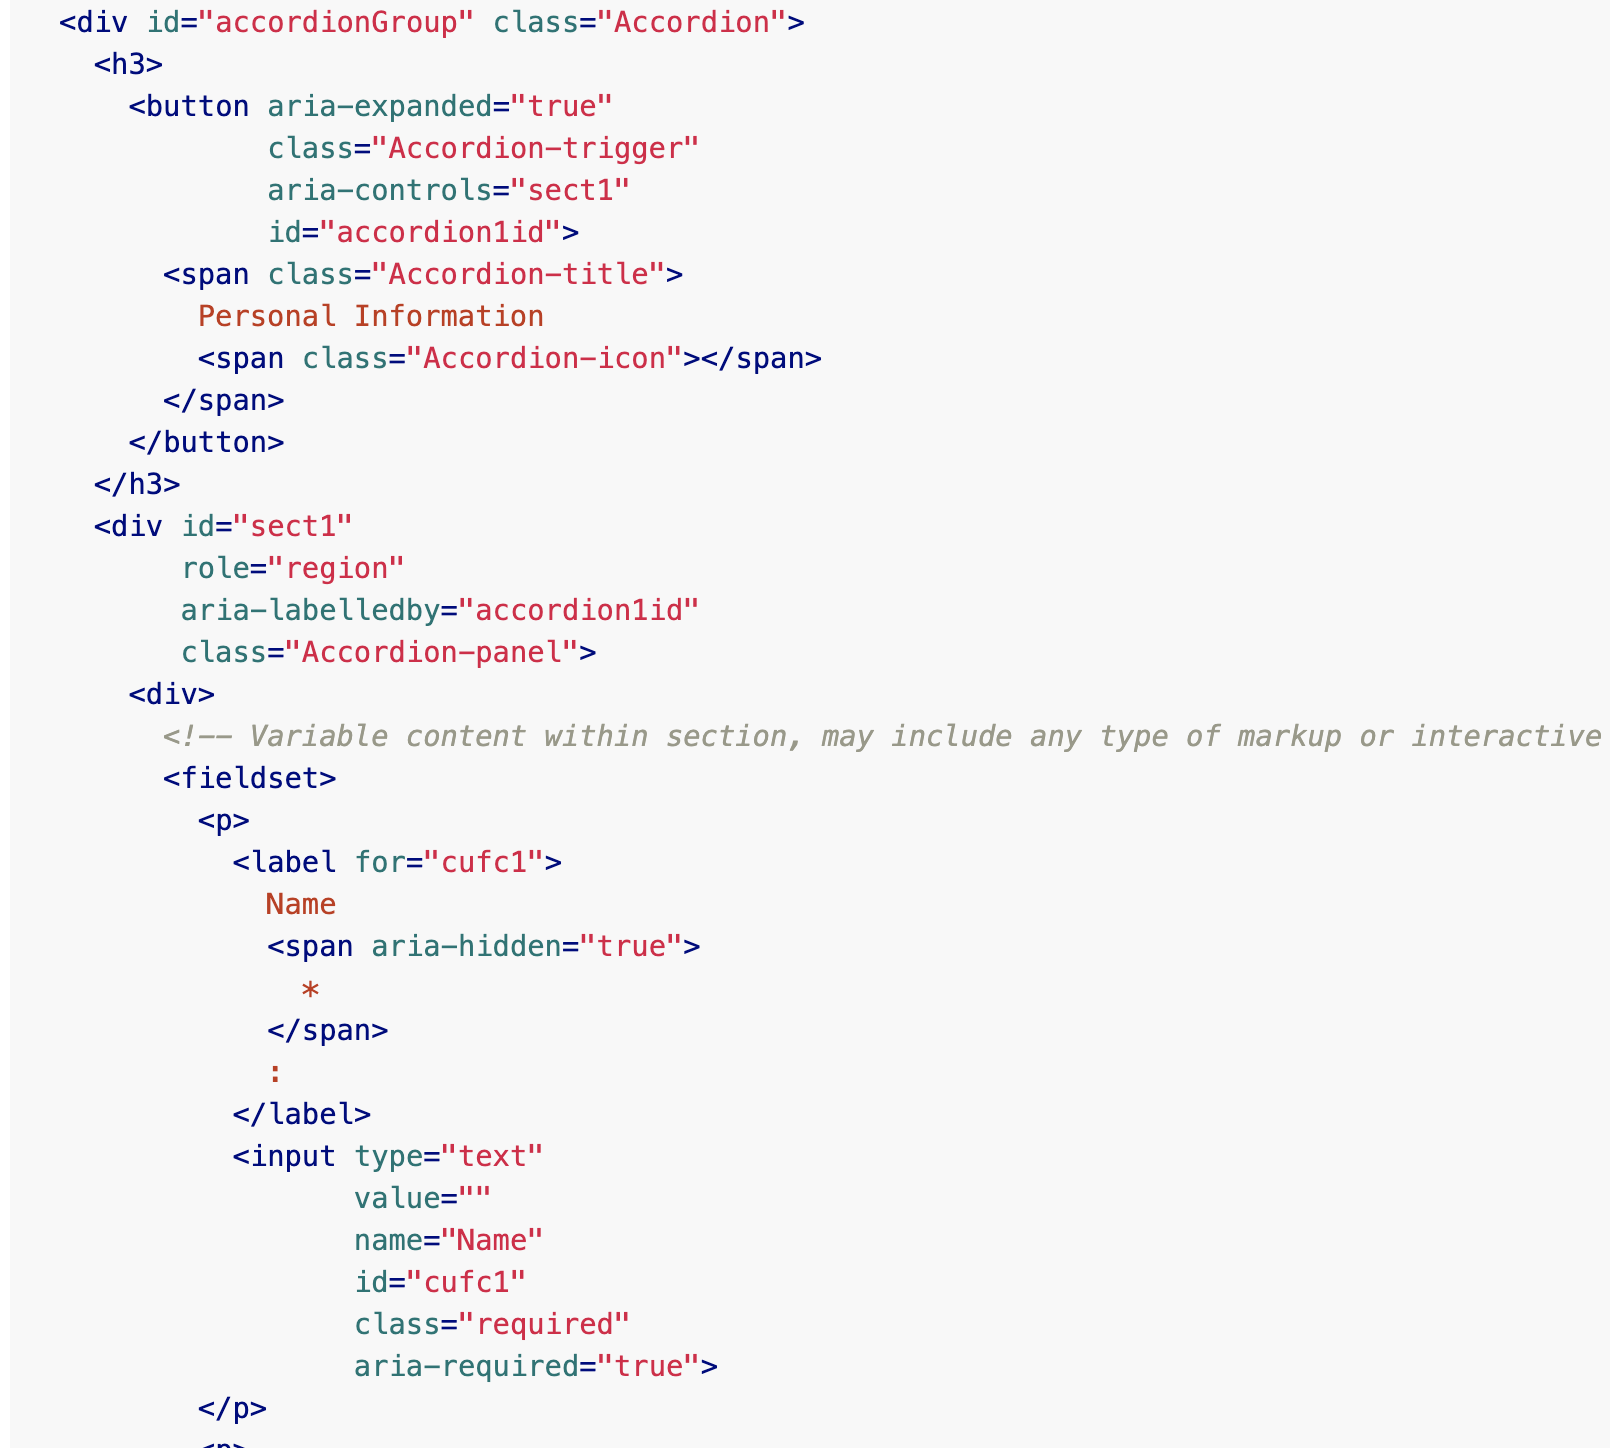 <div id="accordionGroup" class="Accordion">
  <h3>
    <button aria-expanded="true"
            class="Accordion-trigger"
            aria-controls="sect1"
            id="accordion1id">
      <span class="Accordion-title">
        Personal Information
        <span class="Accordion-icon"></span>
      </span>
    </button>
  </h3>
  <div id="sect1"
       role="region"
       aria-labelledby="accordion1id"
       class="Accordion-panel">
    <div>
      <!-- Variable content within section, may include any type of markup or interactive
      <fieldset>
        <p>
          <label for="cufc1">
            Name
            <span aria-hidden="true">
              *
            </span>
            :
          </label>
          <input type="text"
                 value=""
                 name="Name"
                 id="cufc1"
                 class="required"
                 aria-required="true">
        </p>
        <p>